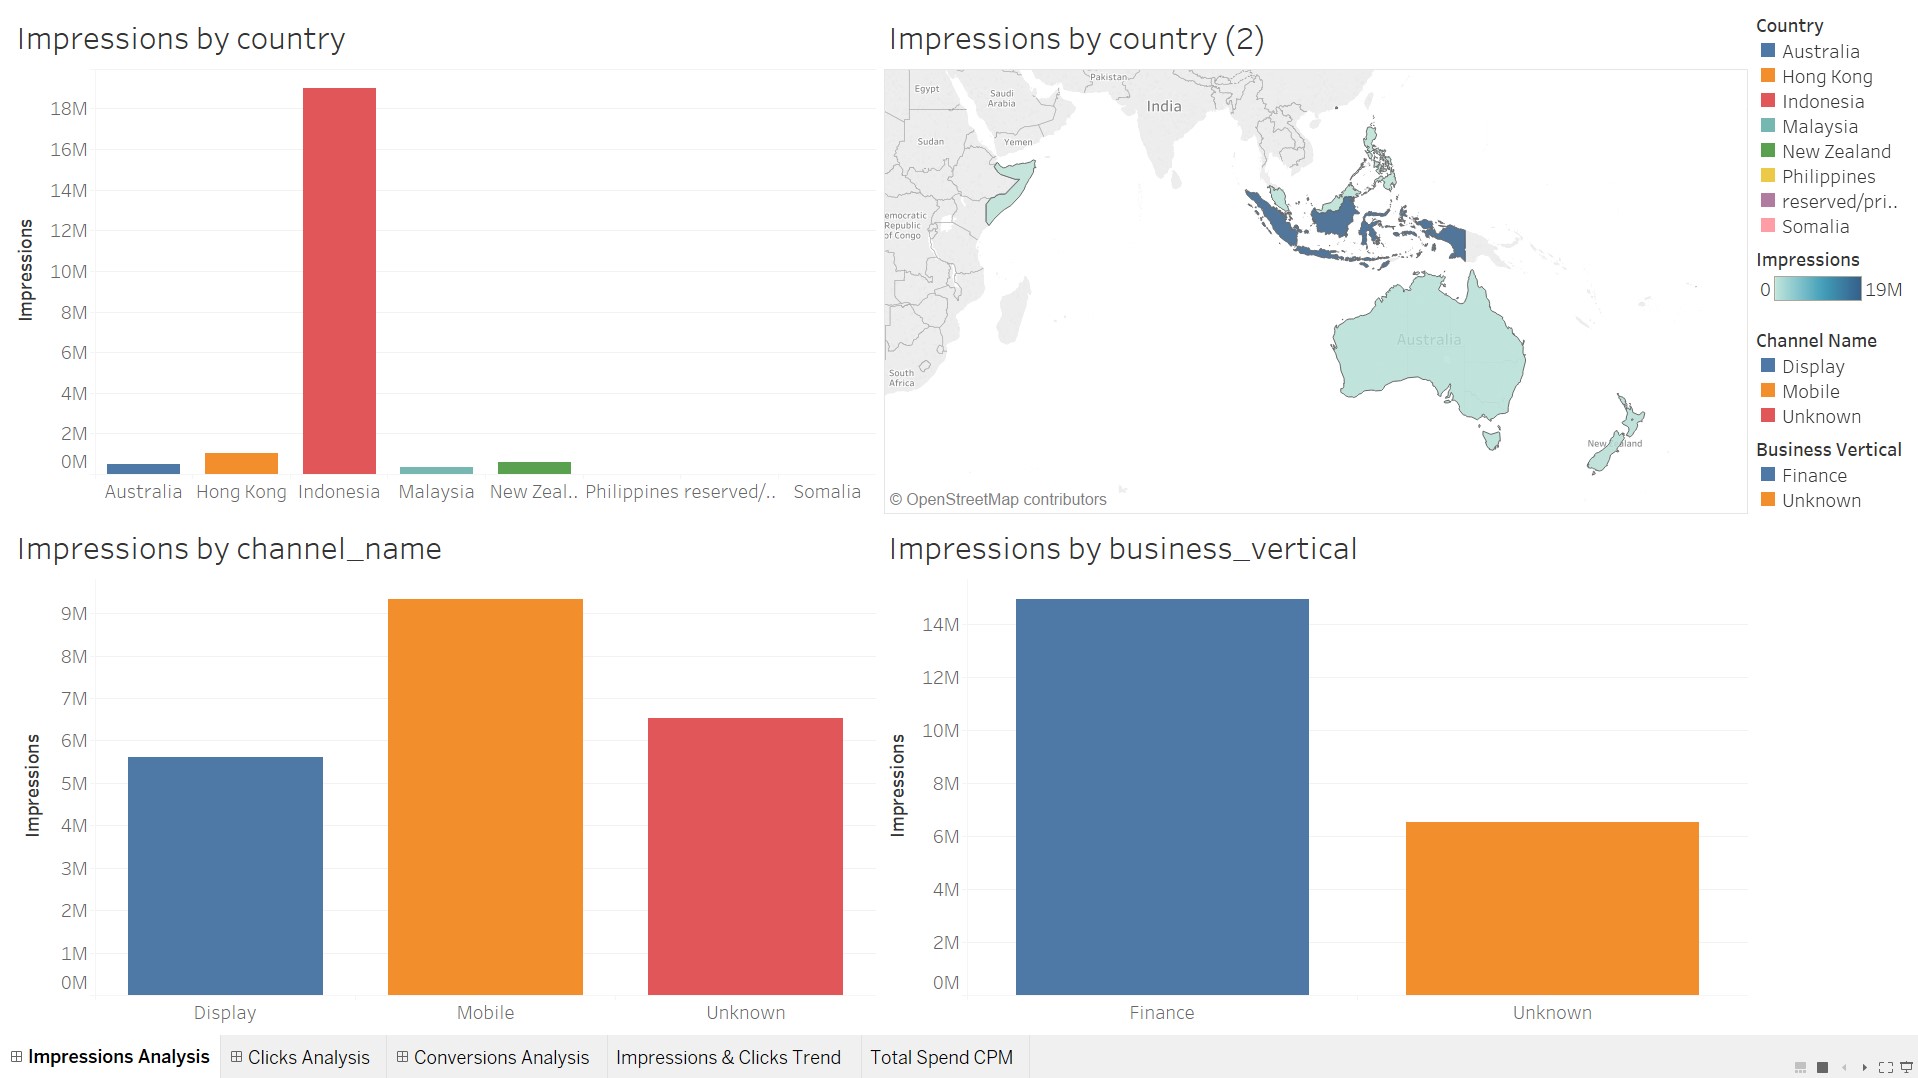 Impressions by country
Impressions
18M
16M
14M
12M
10M
8M
6M
4M
2M
0M
Australia Hong Kong Indonesia Malaysia New Zeal.. Philippines reserved/.. Somalia
Impressions by country (2)
Egypt
Saudi
Arabia
Pakistan
India
Sudan
Yemen
emocratic
Republic
of Congo
South
Africa
Australia
New Zealand
© OpenStreetMap contributors
Country
Australia
Hong Kong
Indonesia
Malaysia
New Zealand
Philippines
reserved/pri..
Somalia
Impressions
0 19M
Channel Name
Display
Mobile
Unknown
Business Vertical
Finance
Unknown
Impressions by channel_name
Impressions
9M
8M
7M
6M
5M
4M
3M
2M
1M
0M
Display Mobile Unknown
Impressions by business_vertical
Impressions
14M
12M
10M
8M
6M
4M
2M
0M
Finance Unknown
Impressions Analysis Clicks Analysis Conversions Analysis Impressions & Clicks Trend Total Spend CPM